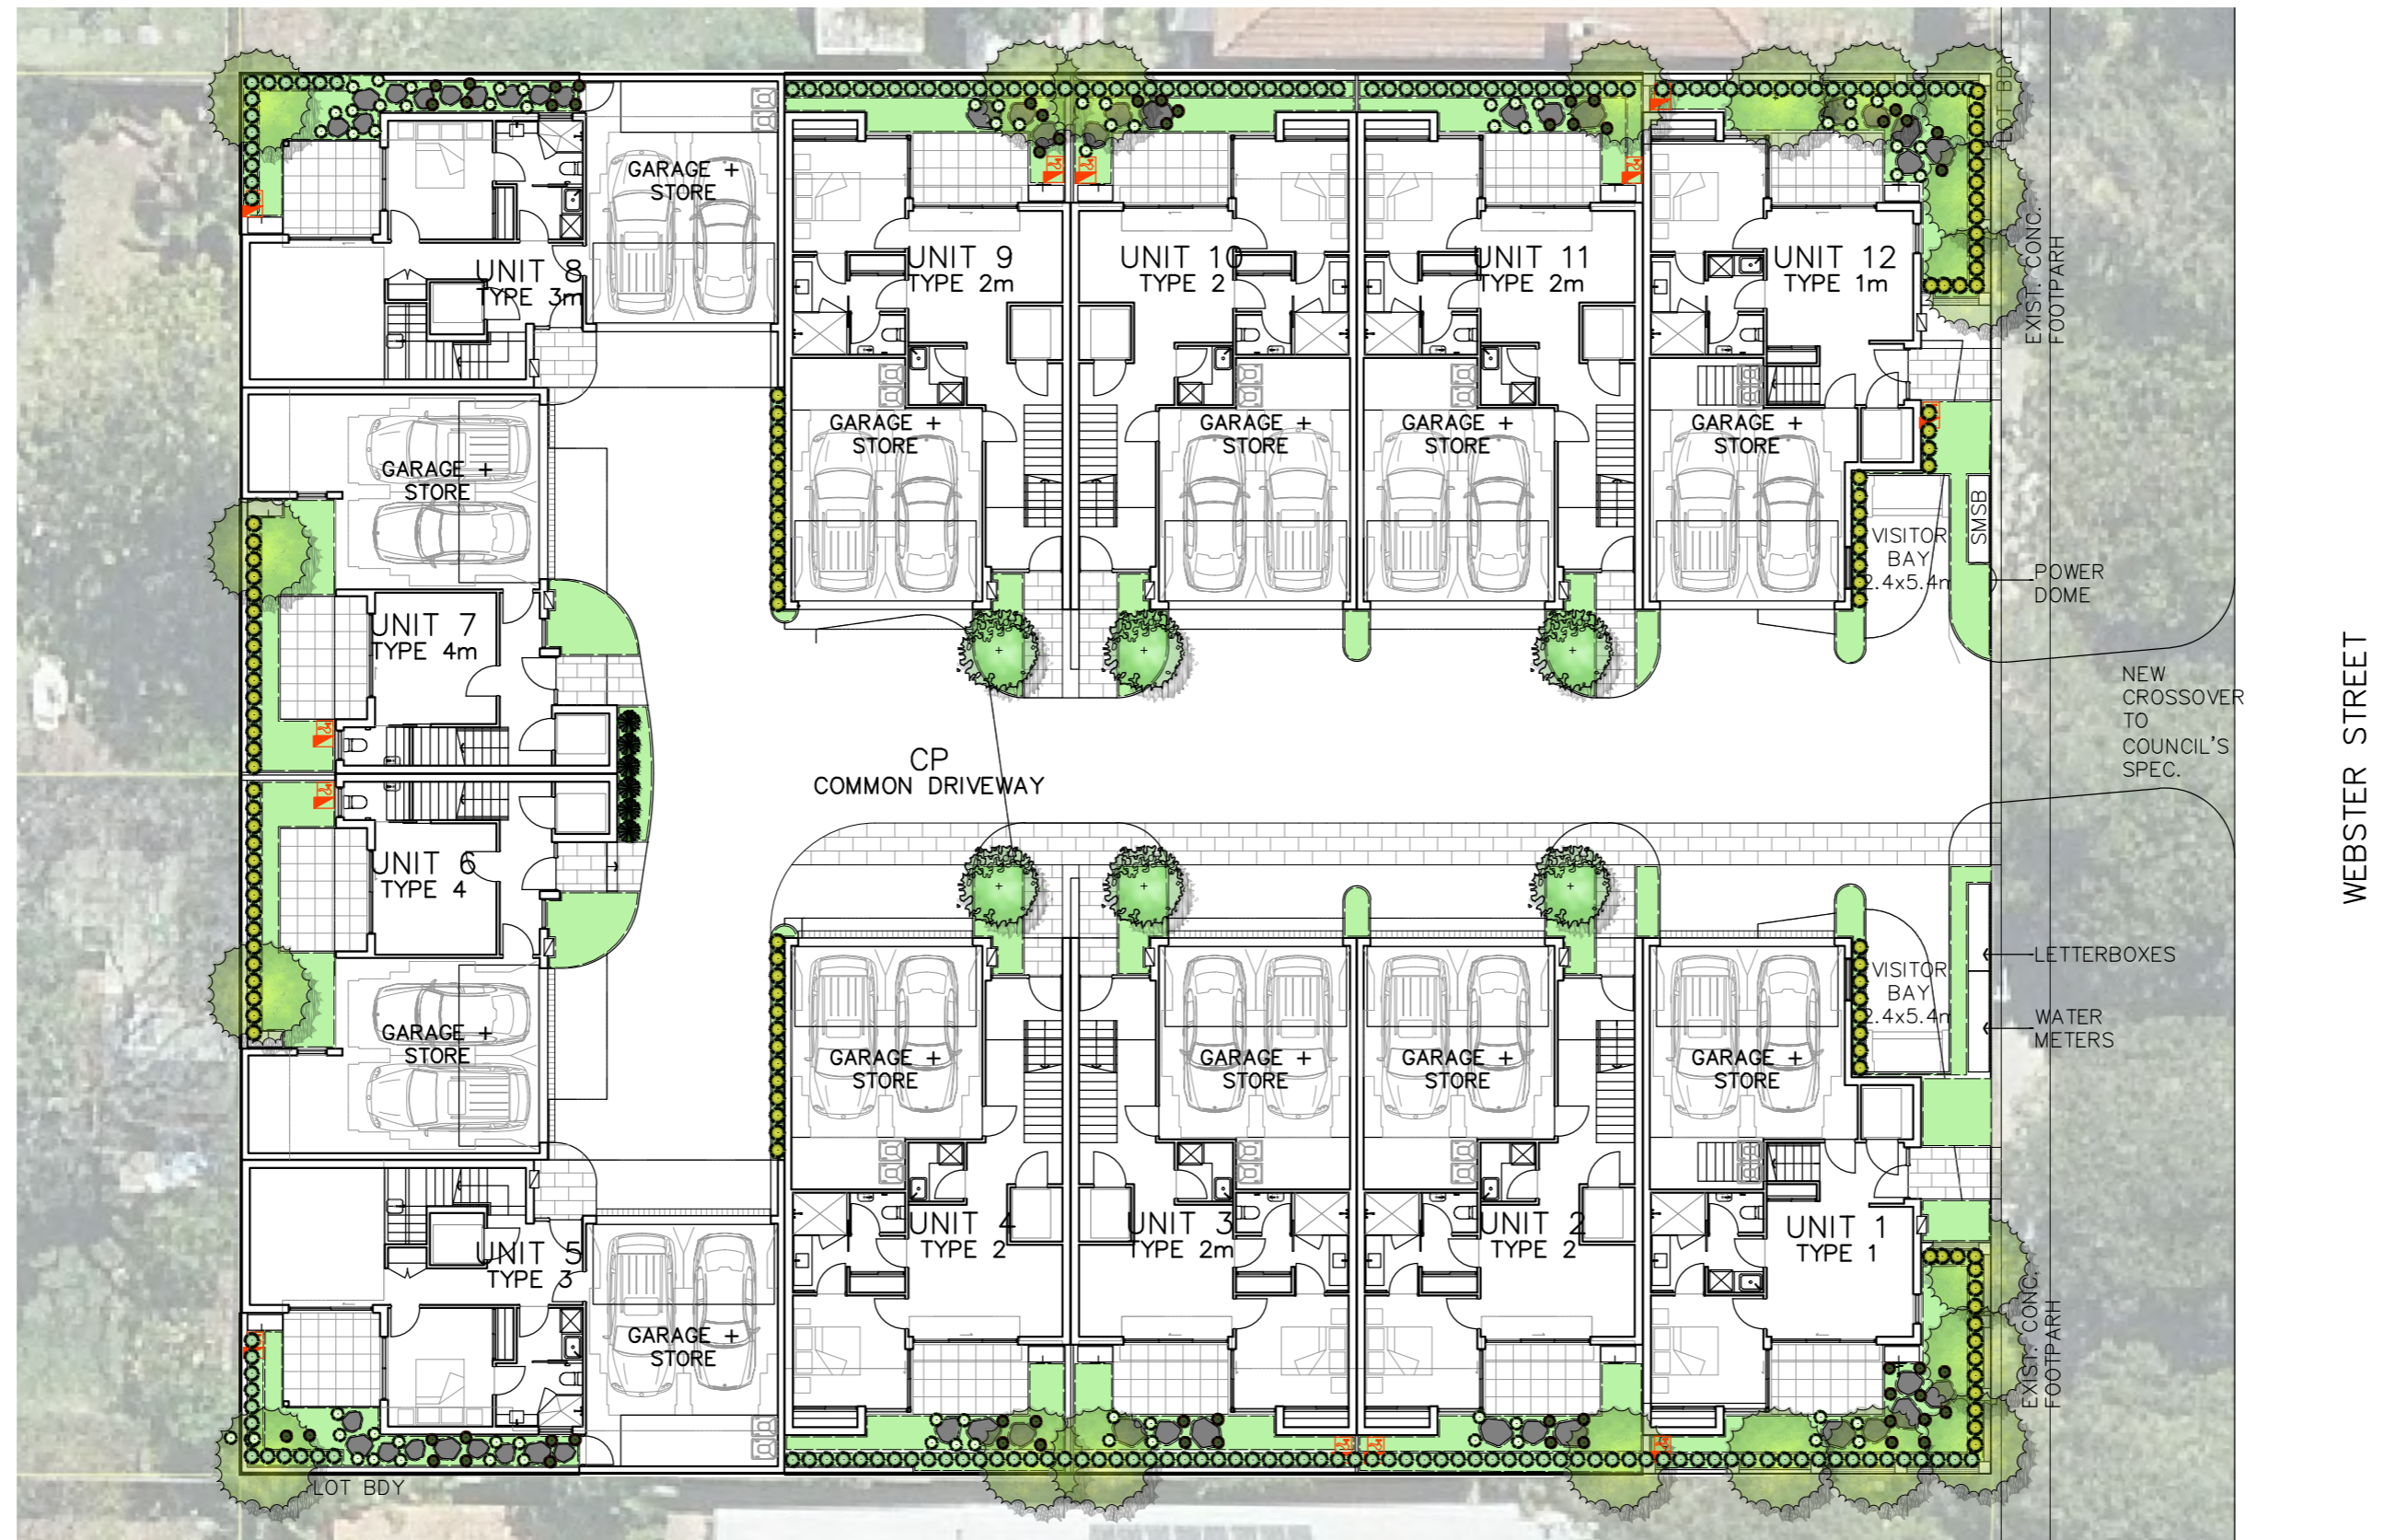 GARAGE +
STORE
UNIT 8
TYPE 3m
UNIT 9
TYPE 2m
UNIT 10
TYPE 2
UNIT 11
TYPE 2m
UNIT 12
TYPE 1m
LOT BDY
EXIST. CONC.
FOOTPARH
GARAGE +
STORE
GARAGE +
STORE
GARAGE +
STORE
GARAGE +
STORE
GARAGE +
STORE
VISITOR
BAY
2.4x5.4m
SMSB
POWER
DOME
UNIT 7
TYPE 4m
NEW
CROSSOVER
TO
COUNCIL'S
SPEC.
WEBSTER STREET
CP
COMMON DRIVEWAY
UNIT 6
TYPE 4
GARAGE +
STORE
GARAGE +
STORE
GARAGE +
STORE
GARAGE +
STORE
GARAGE +
STORE
VISITOR
BAY
2.4x5.4m
LETTERBOXES
WATER
METERS
UNIT 5
TYPE 3
GARAGE +
STORE
UNIT 4
TYPE 2
UNIT 3
TYPE 2m
UNIT 2
TYPE 2
UNIT 1
TYPE 1
EXIST. CONC.
FOOTPARH
LOT BDY